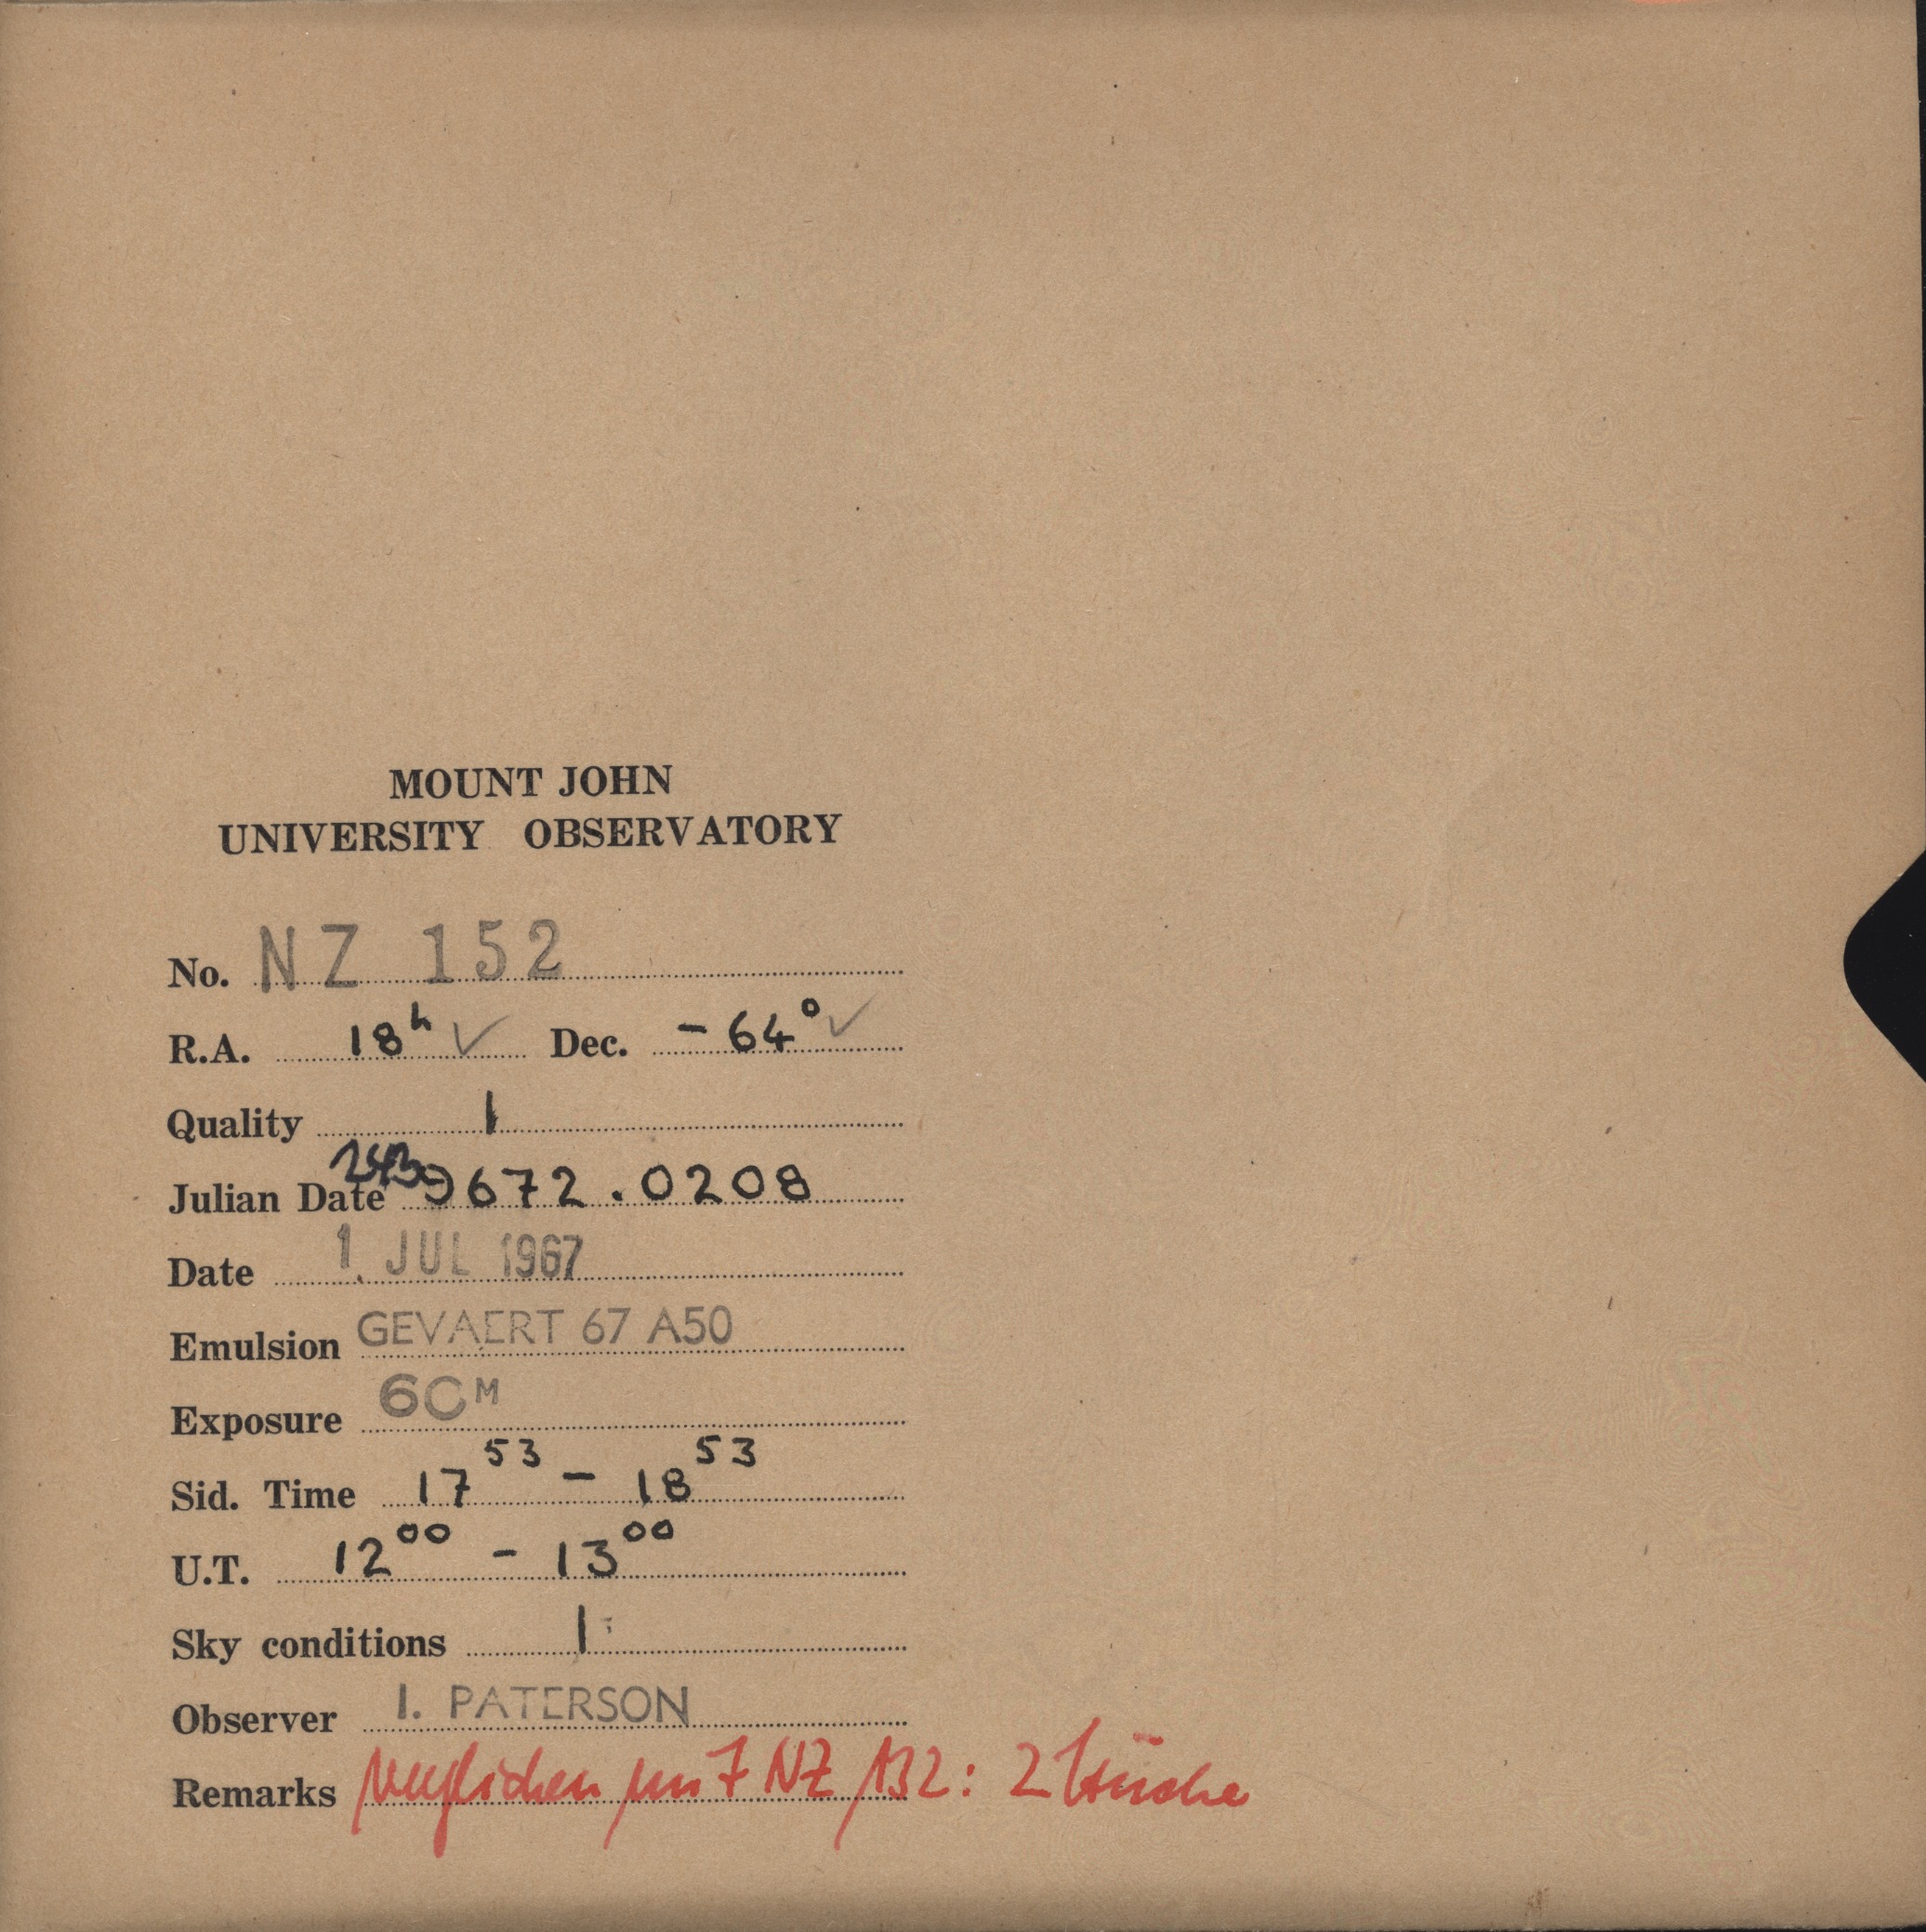 MOUNT JOHN
UNIVERSITY OBSERVATORY
No. NZ 152
R.A. 18h ✓ Dec. -64° ✓
Quality 1
Julian Date 2439672.0208
Date 1. JUL 1967
Emulsion GEVAERT 67 A50
Exposure 60M
Sid. Time 17 53 - 18 53
U.T. 12 00 - 13 00
Sky conditions 1
Observer I. PATERSON
Remarks verglichen mit NZ 132: 2